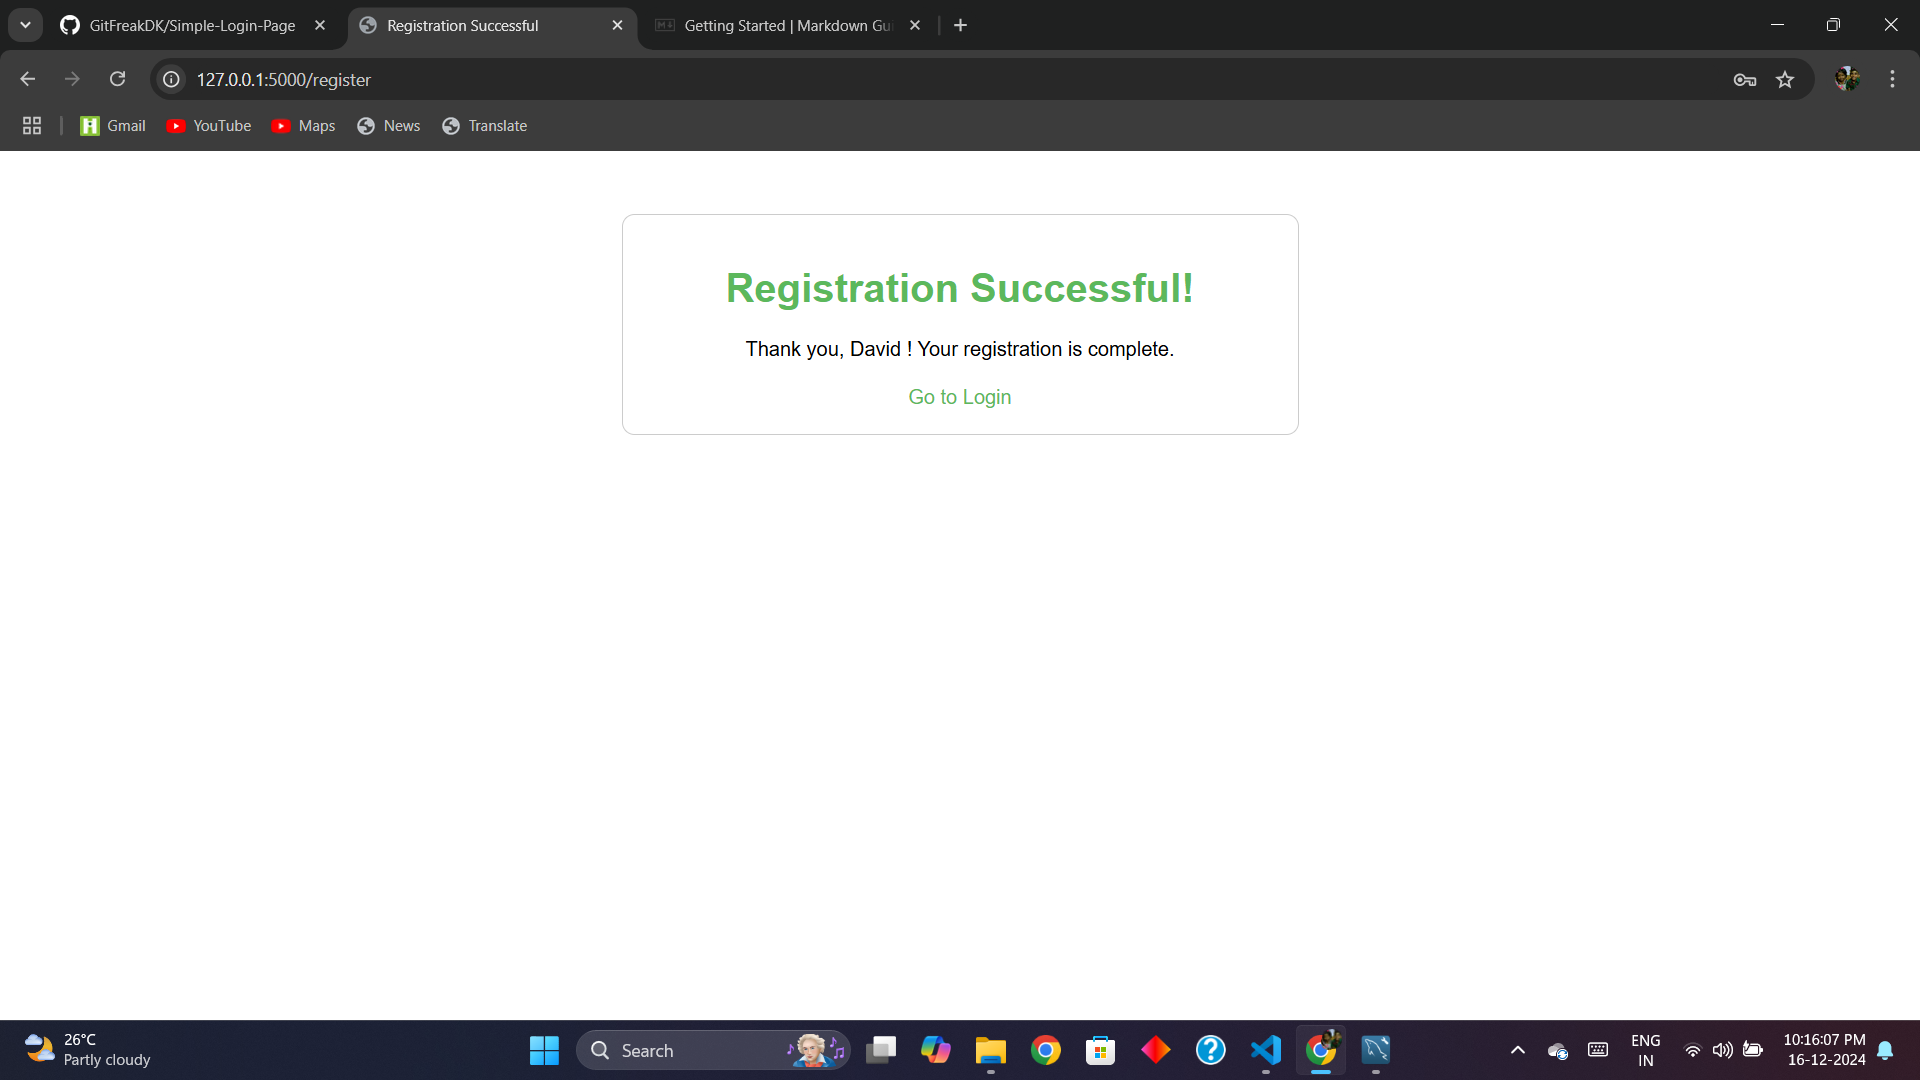 GitFreakDK/Simple-Login-Page
Registration Successful
Getting Started | Markdown Gui
127.0.0.1:5000/register
Gmail
YouTube
Maps
News
Translate
Registration Successful!
Thank you, David ! Your registration is complete.
Go to Login
26°C
Partly cloudy
Search
ENG
IN
10:16:07 PM
16-12-2024